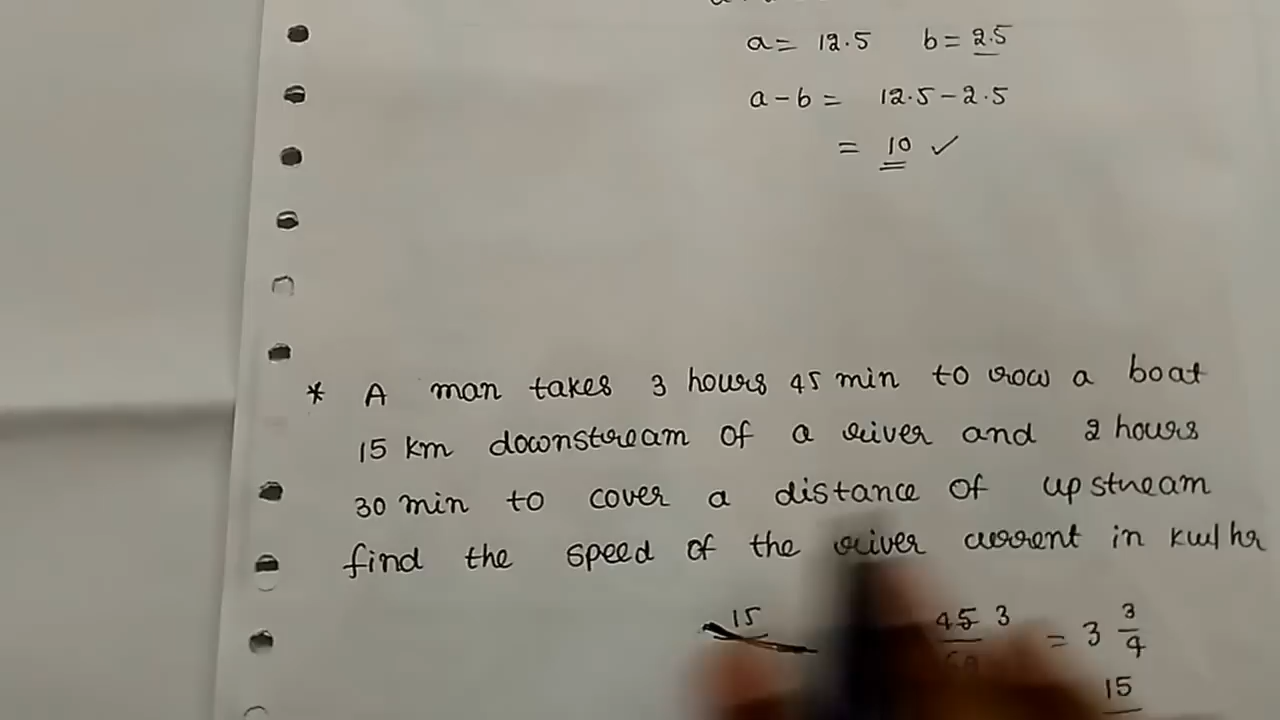 a = 12.5 b = 2.5
a - b = 12.5 - 2.5
= 10 ✓
* A man takes 3 hours 45 min to row a boat
15 km downstream of a river and 2 hours
30 min to cover a distance of upstream
find the speed of the river current in km/hr
15
45 3 = 3 3/4
15